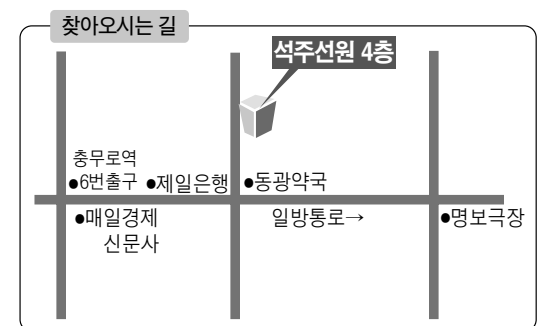 찾아오시는 길
석주선원 4층
충무로역
●6번출구 ●제일은행 ●동광약국
●매일경제 일방통로→ ●명보극장
신문사